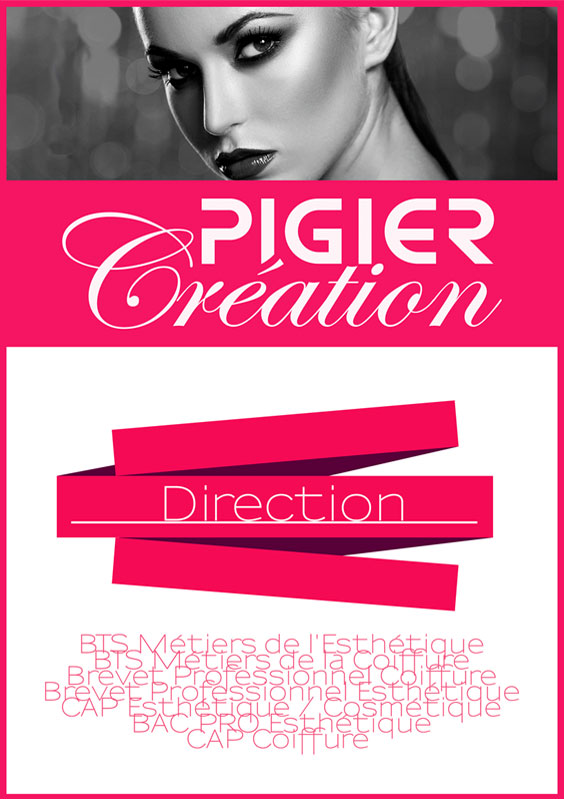 PIGIER
Création
Direction
BTS Métiers de l'Esthétique
BTS Métiers de la Coiffure
Brevet Professionnel Coiffure
Brevet Professionnel Esthétique
CAP Esthétique / Cosmétique
BAC PRO Esthétique
CAP Coiffure